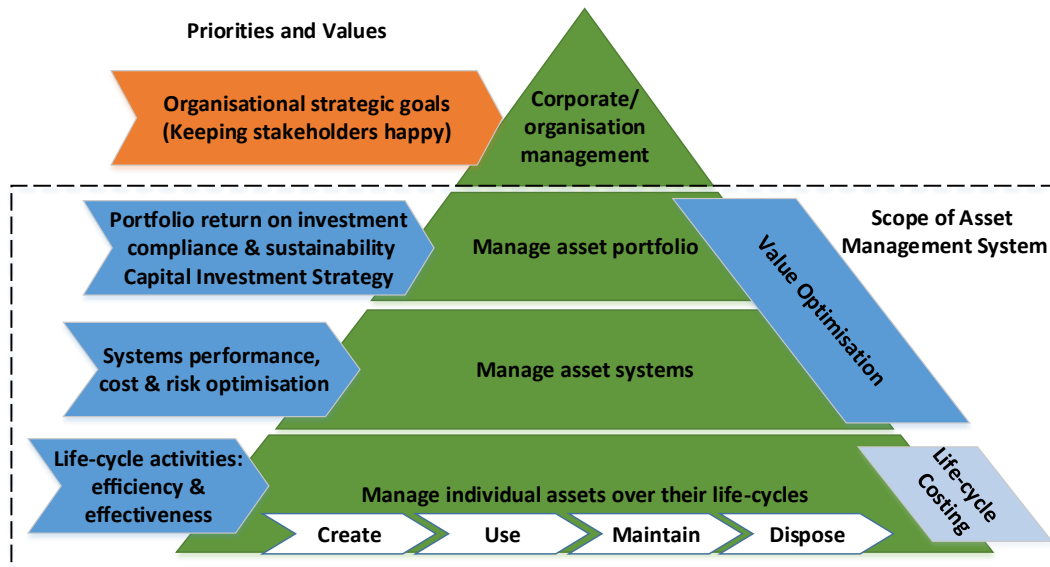 Priorities and Values
Organisational strategic goals
(Keeping stakeholders happy)
Corporate/
organisation
management
Portfolio return on investment
compliance & sustainability
Capital Investment Strategy
Manage asset portfolio
Value Optimisation
Scope of Asset
Management System
Systems performance,
cost & risk optimisation
Manage asset systems
Life-cycle activities:
efficiency &
effectiveness
Manage individual assets over their life-cycles
Life-cycle
Costing
Create
Use
Maintain
Dispose